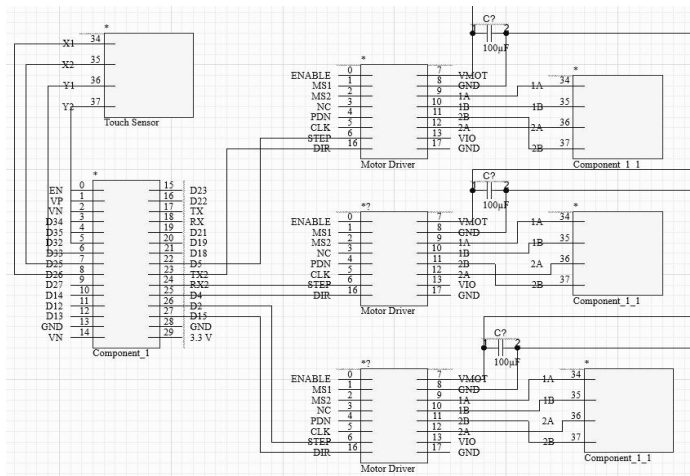 *
X1 34
X2 35
Y1 36
Y2 37
Touch Sensor
*
EN 0 15 D23
VP 1 16 D22
VN 2 17 TX
D34 3 18 RX
D35 4 19 D21
D32 5 20 D19
D33 6 21 D18
D25 7 22 D5
D26 8 23 TX2
D27 9 24 RX2
D14 10 25 D4
D12 11 26 D2
D13 12 27 D15
GND 13 28 GND
VN 14 29 3.3 V
Component_1
C?
1 2
100µF
*
ENABLE 0 7 VMOT
MS1 1 8 GND
MS2 2 9 1A
NC 3 10 1B
PDN 4 11 2B
CLK 5 12 2A
STEP 6 13 VIO
DIR 16 17 GND
Motor Driver
*
1A 34
1B 35
2A 36
2B 37
Component_1_1
C?
1 2
100µF
*?
ENABLE 0 7 VMOT
MS1 1 8 GND
MS2 2 9 1A
NC 3 10 1B
PDN 4 11 2B
CLK 5 12 2A
STEP 6 13 VIO
DIR 16 17 GND
Motor Driver
*
1A 34
1B 35
2A 36
2B 37
Component_1_1
C?
1 2
100µF
*?
ENABLE 0 7 VMOT
MS1 1 8 GND
MS2 2 9 1A
NC 3 10 1B
PDN 4 11 2B
CLK 5 12 2A
STEP 6 13 VIO
DIR 16 17 GND
Motor Driver
*
1A 34
1B 35
2A 36
2B 37
Component_1_1